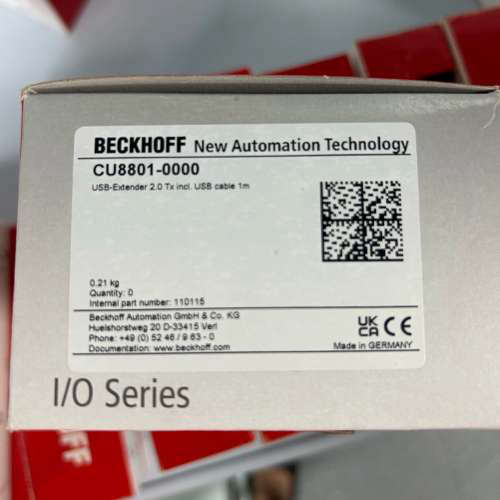 BECKHOFF New Automation Technology
CU8801-0000
USB-Extender 2.0 Tx incl. USB cable 1m
0.21 kg
Quantity: 0
Internal part number: 110115
Beckhoff Automation GmbH & Co. KG
Huelshorstweg 20 D-33415 Verl
Phone: +49 (0) 52 46 / 9 63 - 0
Documentation: www.beckhoff.com
UK
CA CE
Made in GERMANY
I/O Series
HOFF